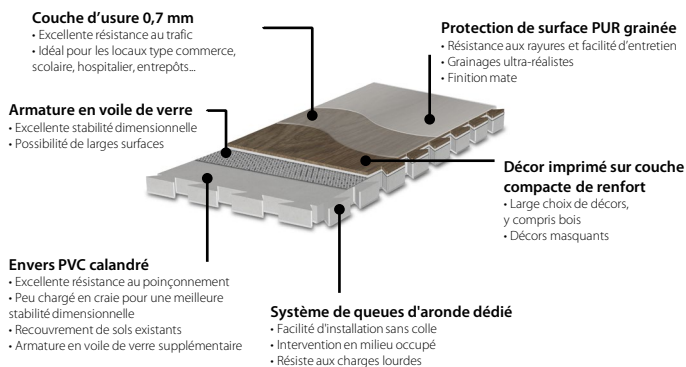 Couche d'usure 0,7 mm
• Excellente résistance au trafic
• Idéal pour les locaux type commerce,
scolaire, hospitalier, entrepôts...
Protection de surface PUR grainée
• Résistance aux rayures et facilité d'entretien
• Grainages ultra-réalistes
• Finition mate
Armature en voile de verre
• Excellente stabilité dimensionnelle
• Possibilité de larges surfaces
Décor imprimé sur couche
compacte de renfort
• Large choix de décors,
y compris bois
• Décors masquants
Envers PVC calandré
• Excellente résistance au poinçonnement
• Peu chargé en craie pour une meilleure
stabilité dimensionnelle
• Recouvrement de sols existants
• Armature en voile de verre supplémentaire
Système de queues d'aronde dédié
• Facilité d'installation sans colle
• Intervention en milieu occupé
• Résiste aux charges lourdes